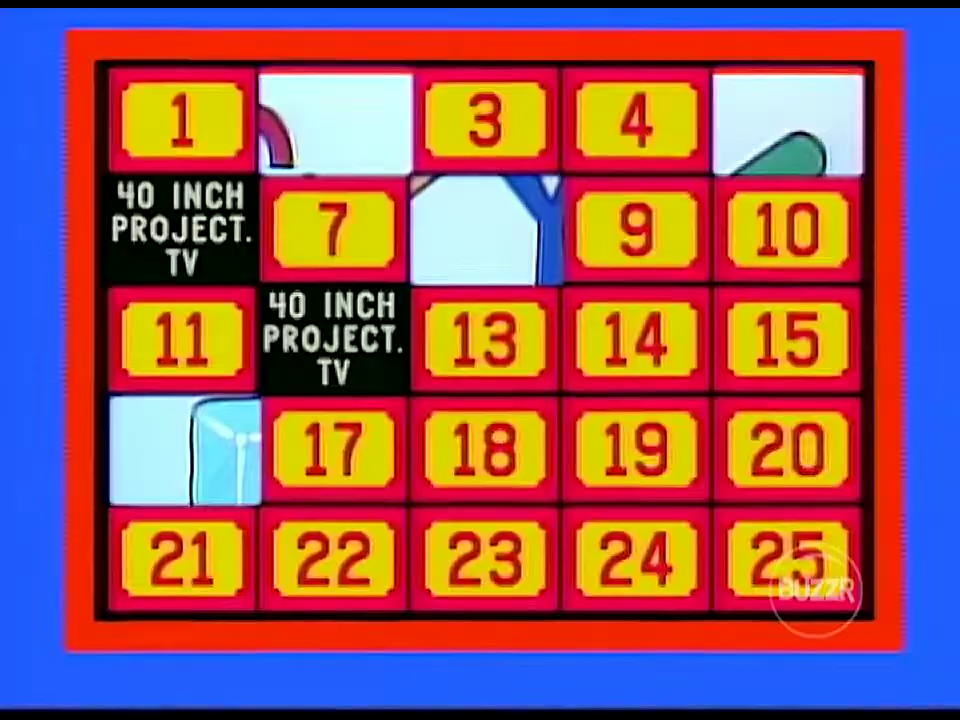 1 3 4
40 INCH
PROJECT.
TV
7 9 10
11
40 INCH
PROJECT.
TV
13 14 15
17 18 19 20
21 22 23 24 25
BUZZR